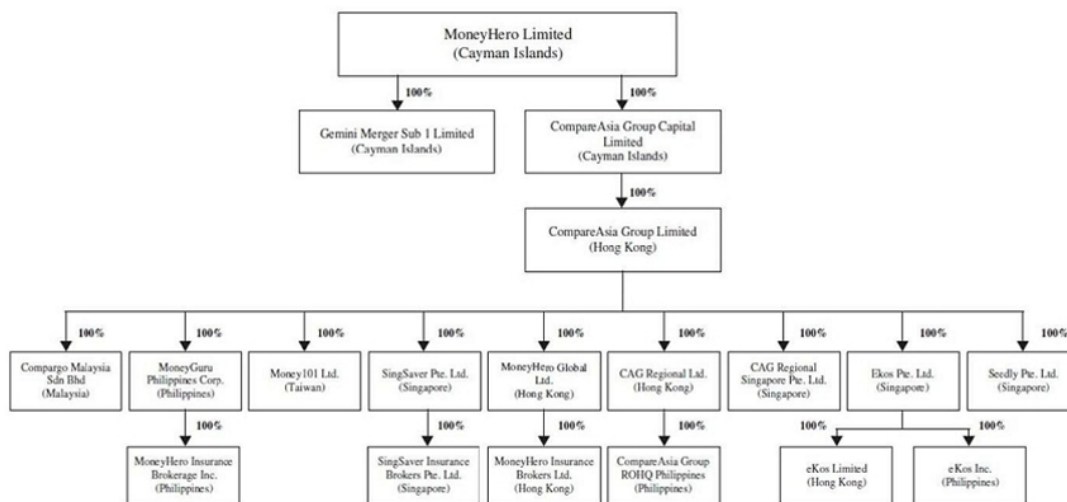 MoneyHero Limited
(Cayman Islands)
100%
100%
Gemini Merger Sub 1 Limited
(Cayman Islands)
CompareAsia Group Capital
Limited
(Cayman Islands)
100%
CompareAsia Group Limited
(Hong Kong)
100%
100%
100%
100%
100%
100%
100%
100%
100%
Compargo Malaysia
Sdn Bhd
(Malaysia)
MoneyGuru
Philippines Corp.
(Philippines)
Money101 Ltd.
(Taiwan)
SingSaver Pte. Ltd.
(Singapore)
MoneyHero Global
Ltd.
(Hong Kong)
CAG Regional Ltd.
(Hong Kong)
CAG Regional
Singapore Pte. Ltd.
(Singapore)
Ekos Pte. Ltd.
(Singapore)
Seedly Pte. Ltd.
(Singapore)
100%
100%
100%
100%
100%
100%
MoneyHero Insurance
Brokerage Inc.
(Philippines)
SingSaver Insurance
Brokers Pte. Ltd.
(Singapore)
MoneyHero Insurance
Brokers Ltd.
(Hong Kong)
CompareAsia Group
ROHQ Philippines
(Philippines)
eKos Limited
(Hong Kong)
eKos Inc.
(Philippines)